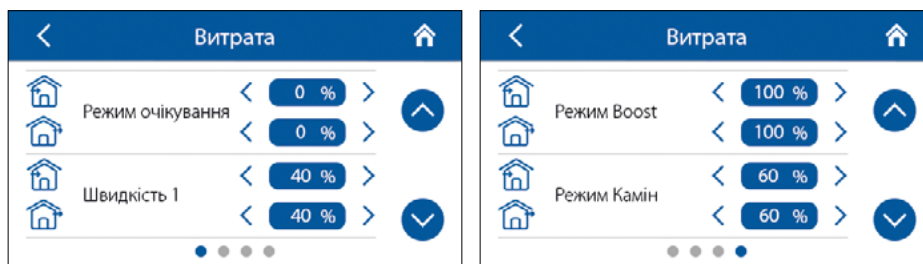 Витрата
Режим очікування
0 %
0 %
Швидкість 1
40 %
40 %
Витрата
Режим Boost
100 %
100 %
Режим Камін
60 %
60 %